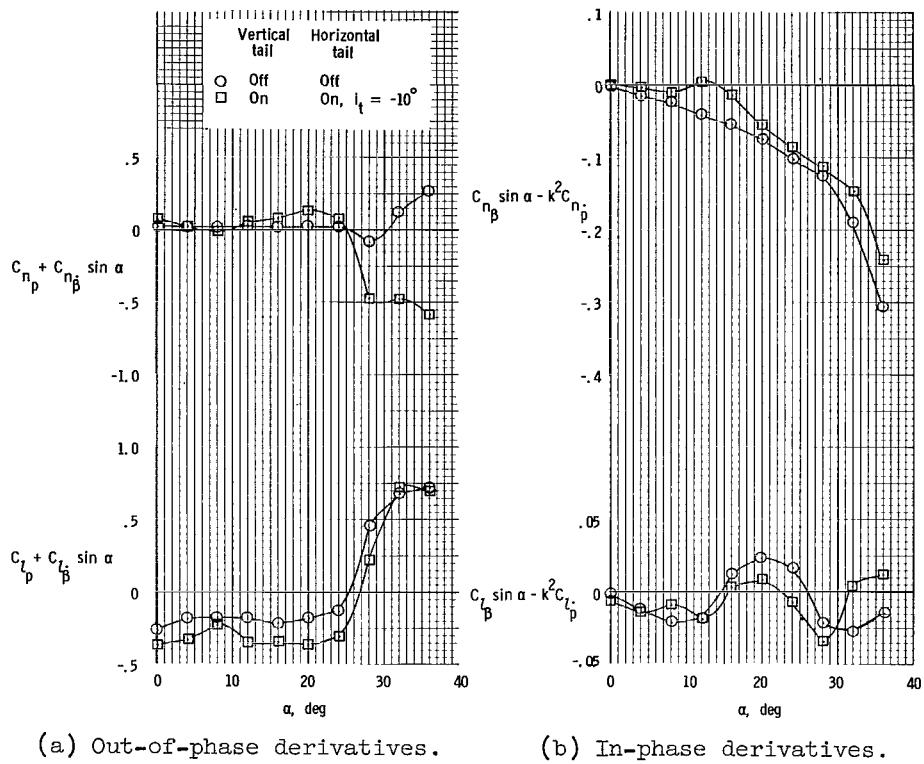 Vertical tail
Horizontal tail
Off
Off
On
On, i_t = -10°
.5
0
-.5
-1.0
C_n_p + C_n_β̇ sin α
1.0
.5
0
-.5
C_l_p + C_l_β̇ sin α
0
10
20
30
40
α, deg
(a) Out-of-phase derivatives.
.1
0
-.1
-.2
-.3
-.4
C_n_β sin α - k²C_n_ṗ
.05
0
-.05
C_l_β sin α - k²C_l_ṗ
0
10
20
30
40
α, deg
(b) In-phase derivatives.